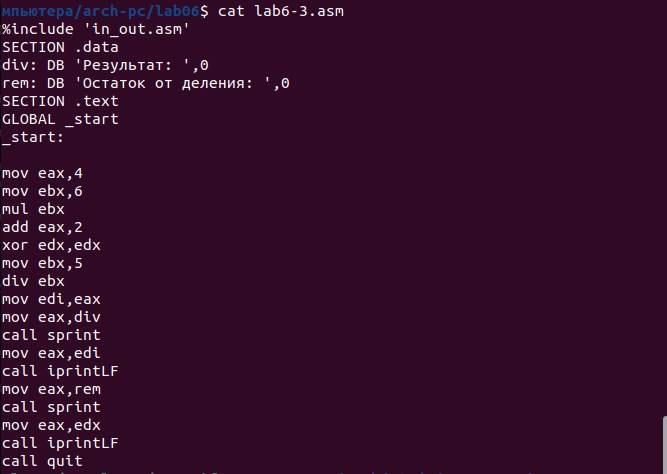 мпьютера/arch-pc/lab06$ cat lab6-3.asm
%include 'in_out.asm'
SECTION .data
div: DB 'Результат: ',0
rem: DB 'Остаток от деления: ',0
SECTION .text
GLOBAL _start
_start:
mov eax,4
mov ebx,6
mul ebx
add eax,2
xor edx,edx
mov ebx,5
div ebx
mov edi,eax
mov eax,div
call sprint
mov eax,edi
call iprintLF
mov eax,rem
call sprint
mov eax,edx
call iprintLF
call quit